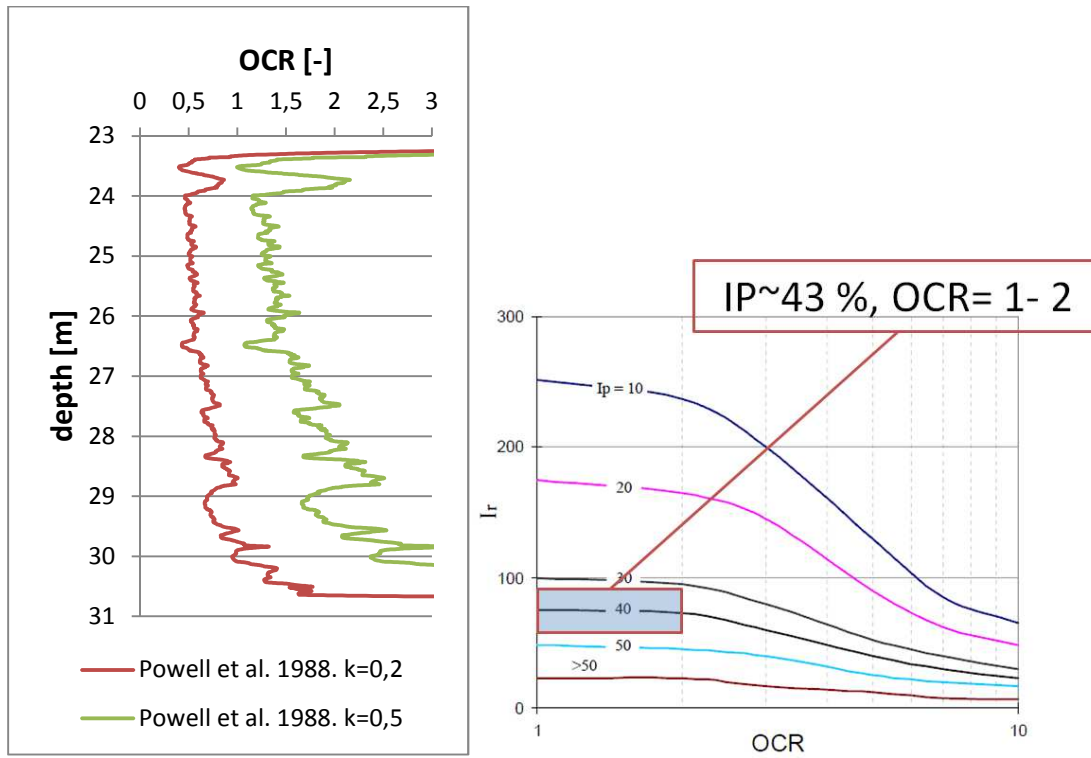 OCR [-]
0 0,5 1 1,5 2 2,5 3
23
24
25
26
27
28
29
30
31
depth [m]
Powell et al. 1988. k=0,2
Powell et al. 1988. k=0,5
IP~43 %, OCR= 1- 2
300
200
100
0
Ir
Ip = 10
20
30
40
50
>50
1 10
OCR